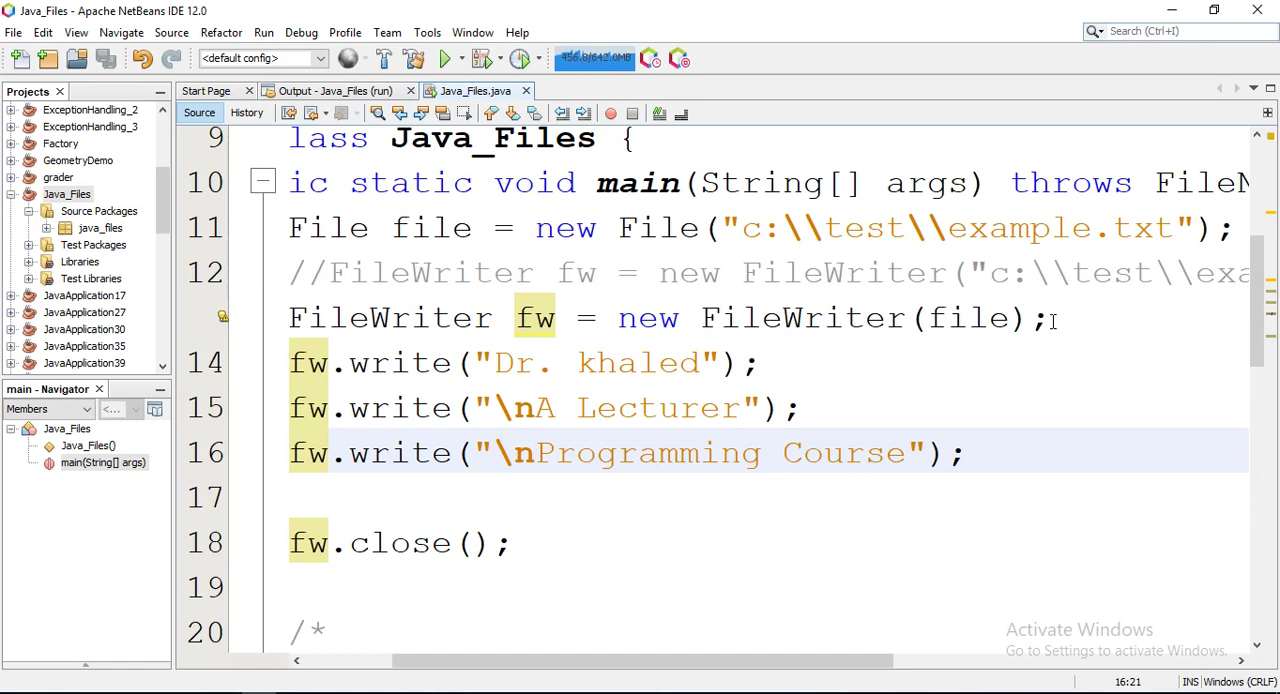 Java_Files - Apache NetBeans IDE 12.0
File Edit View Navigate Source Refactor Run Debug Profile Team Tools Window Help
Search (Ctrl+I)
<default config>
456.8/642.0MB
Projects
Start Page
Output - Java_Files (run)
Java_Files.java
Source History
ExceptionHandling_2
ExceptionHandling_3
Factory
GeometryDemo
grader
Java_Files
Source Packages
java_files
Test Packages
Libraries
Test Libraries
JavaApplication17
JavaApplication27
JavaApplication30
JavaApplication35
JavaApplication39
main - Navigator
Members
<...
Java_Files
Java_Files()
main(String[] args)
9 lass Java_Files {
10 ic static void main(String[] args) throws FileN
11 File file = new File("c:\\test\\example.txt");
12 //FileWriter fw = new FileWriter("c:\\test\\exa
FileWriter fw = new FileWriter(file);
14 fw.write("Dr. khaled");
15 fw.write("\nA Lecturer");
16 fw.write("\nProgramming Course");
17
18 fw.close();
19
20 /*
Activate Windows
Go to Settings to activate Windows.
16:21 INS Windows (CRLF)